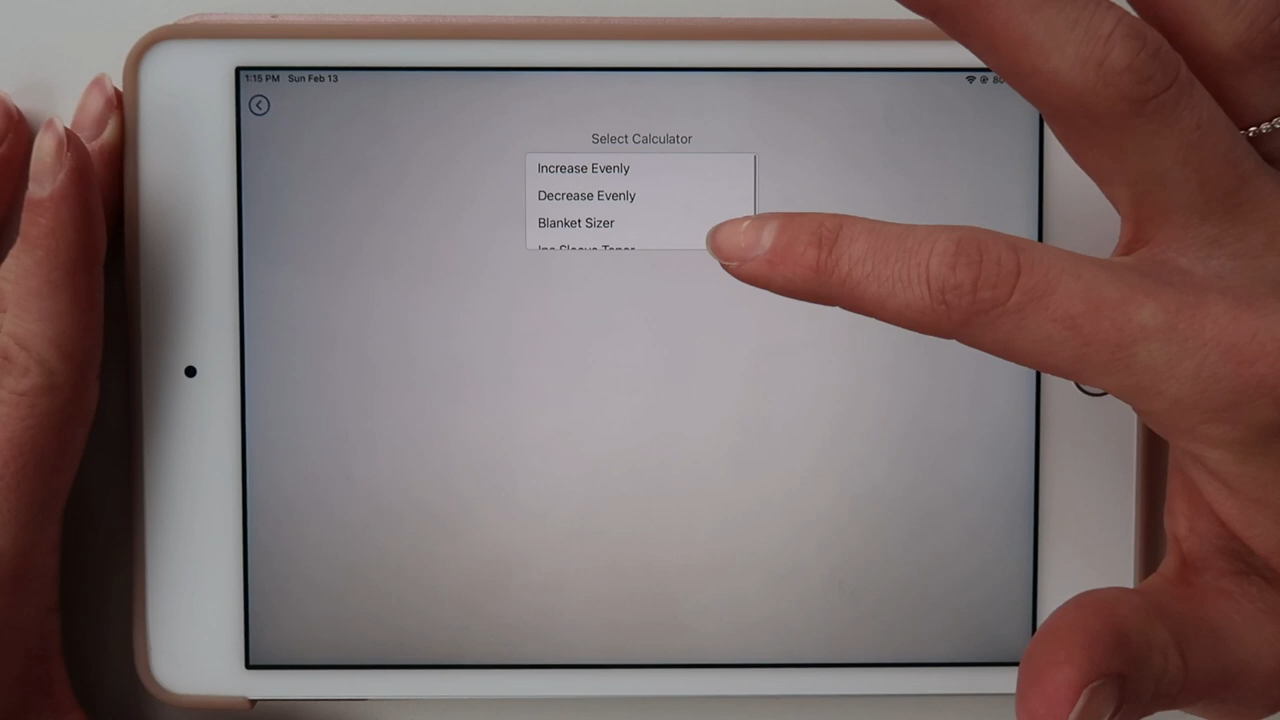 1:15 PM Sun Feb 13
Select Calculator
Increase Evenly
Decrease Evenly
Blanket Sizer